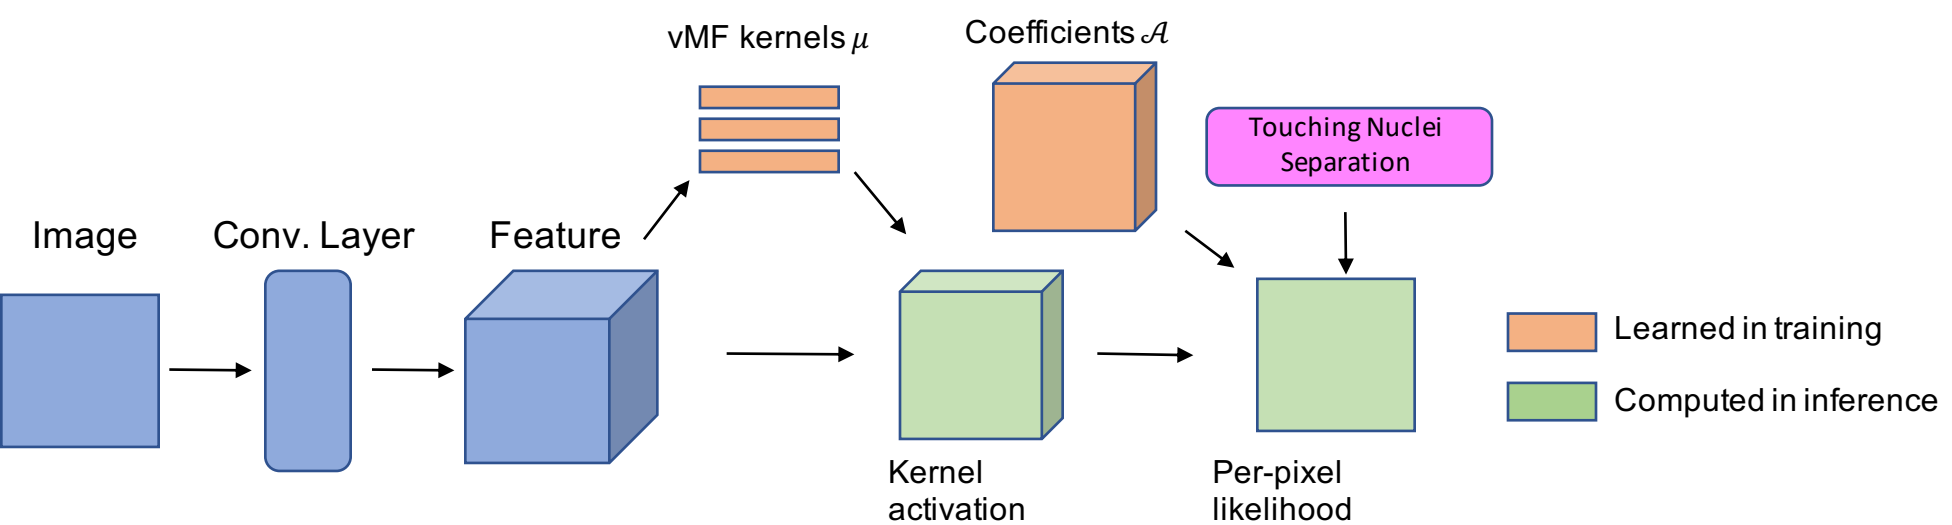 vMF kernels μ
Coefficients 𝒜
Touching Nuclei
Separation
Image
Conv. Layer
Feature
Learned in training
Computed in inference
Kernel
activation
Per-pixel
likelihood